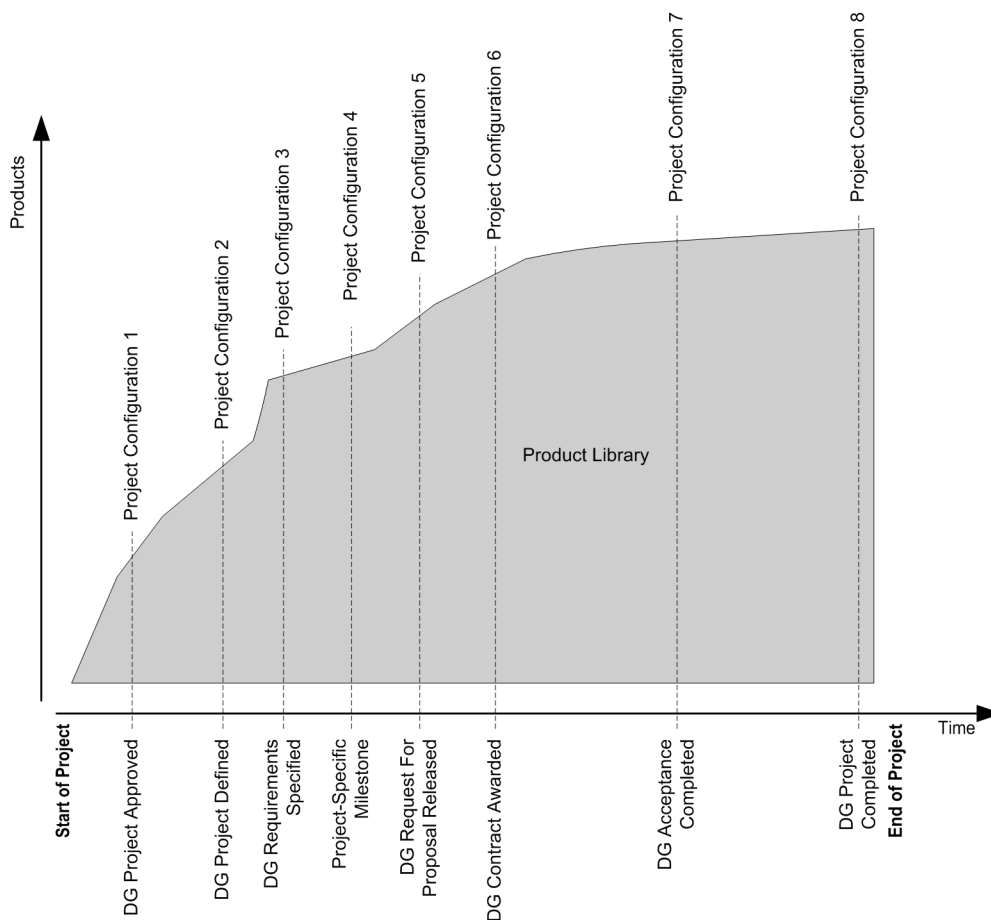 Products
Project Configuration 1
Project Configuration 2
Project Configuration 3
Project Configuration 4
Project Configuration 5
Project Configuration 6
Project Configuration 7
Project Configuration 8
Product Library
Time
Start of Project
DG Project Approved
DG Project Defined
DG Requirements
Specified
Project-Specific
Milestone
DG Request For
Proposal Released
DG Contract Awarded
DG Acceptance
Completed
DG Project
Completed
End of Project